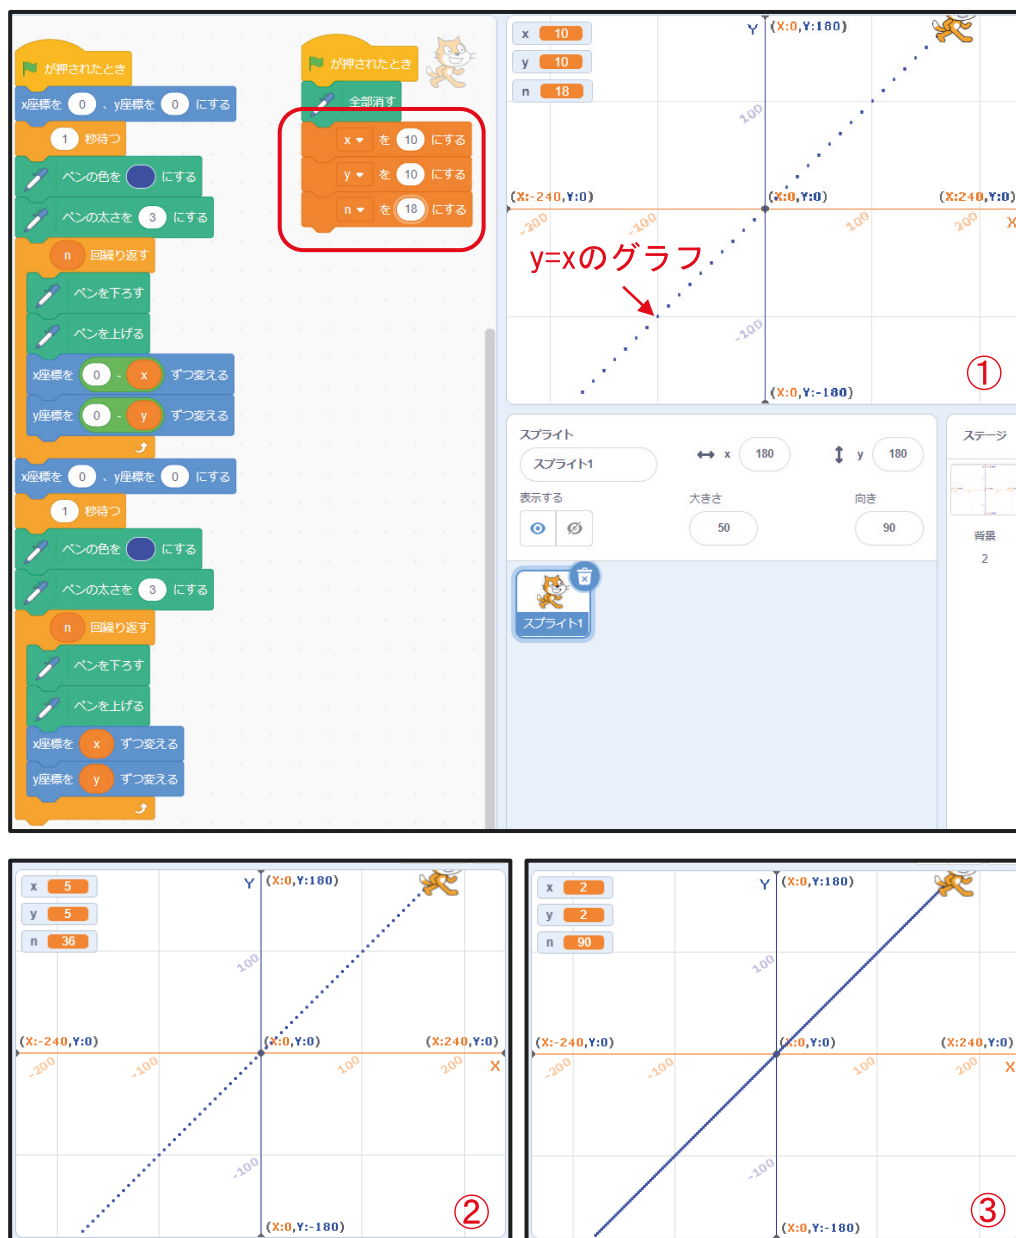 が押されたとき
x座標を 0 、y座標を 0 にする
1 秒待つ
ペンの色を にする
ペンの太さを 3 にする
n 回繰り返す
ペンを下ろす
ペンを上げる
x座標を 0 - x ずつ変える
y座標を 0 - y ずつ変える
x座標を 0 、y座標を 0 にする
1 秒待つ
ペンの色を にする
ペンの太さを 3 にする
n 回繰り返す
ペンを下ろす
ペンを上げる
x座標を x ずつ変える
y座標を y ずつ変える
が押されたとき
全部消す
x を 10 にする
y を 10 にする
n を 18 にする
x 10
y 10
n 18
Y (X:0,Y:180)
100
(X:-240,Y:0) (X:0,Y:0) (X:240,Y:0)
-200 -100 100 200 X
y=xのグラフ
-100
(X:0,Y:-180)
①
スプライト
スプライト1
x 180
y 180
表示する
大きさ
50
向き
90
スプライト1
ステージ
背景
2
x 5
y 5
n 36
Y (X:0,Y:180)
100
(X:-240,Y:0) (X:0,Y:0) (X:240,Y:0)
-200 -100 100 200 X
-100
(X:0,Y:-180)
②
x 2
y 2
n 90
Y (X:0,Y:180)
100
(X:-240,Y:0) (X:0,Y:0) (X:240,Y:0)
-200 -100 100 200 X
-100
(X:0,Y:-180)
③